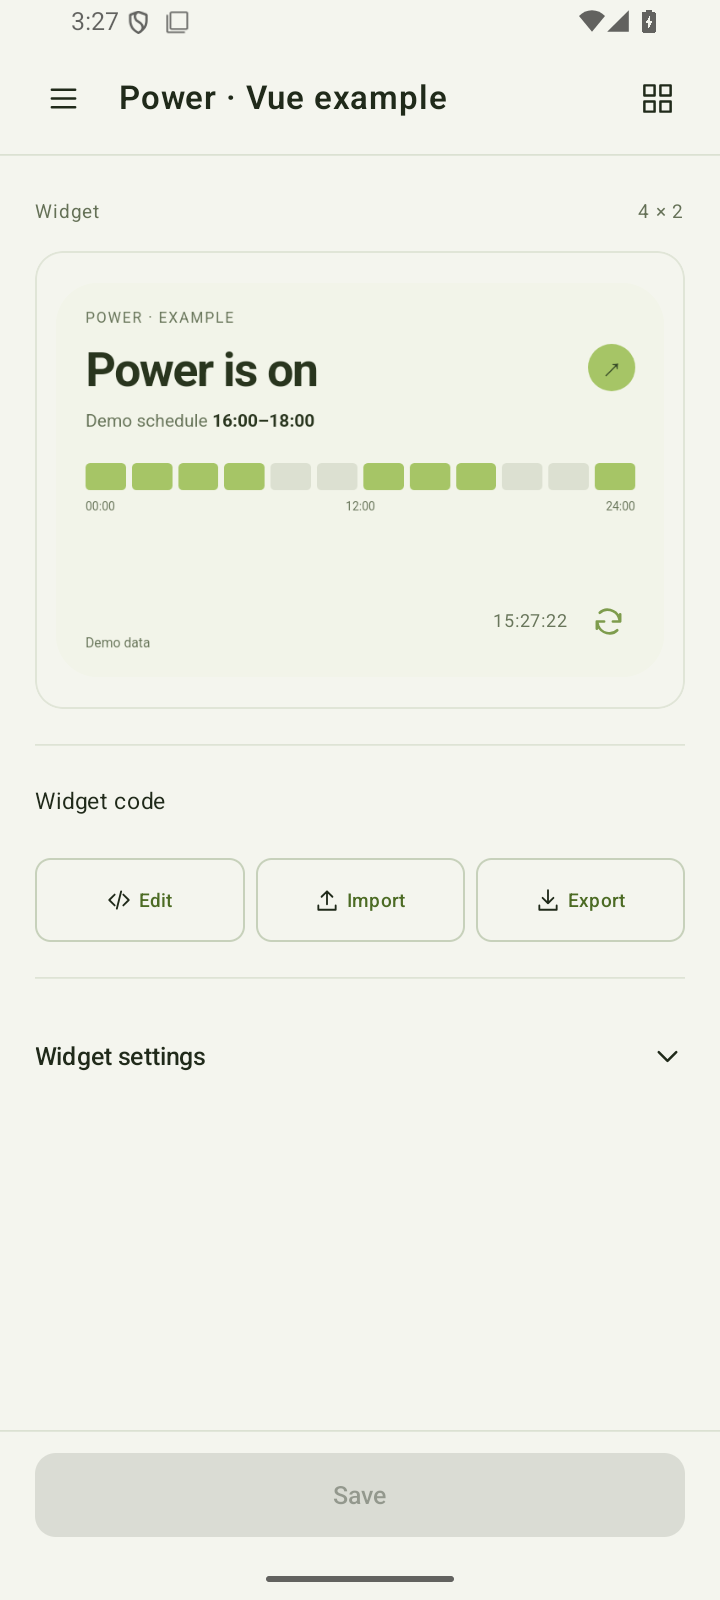 3:27
Power · Vue example
Widget 4 × 2
POWER · EXAMPLE
Power is on
↗
Demo schedule 16:00–18:00
00:00 12:00 24:00
15:27:22
Demo data
Widget code
Edit Import Export
Widget settings
Save